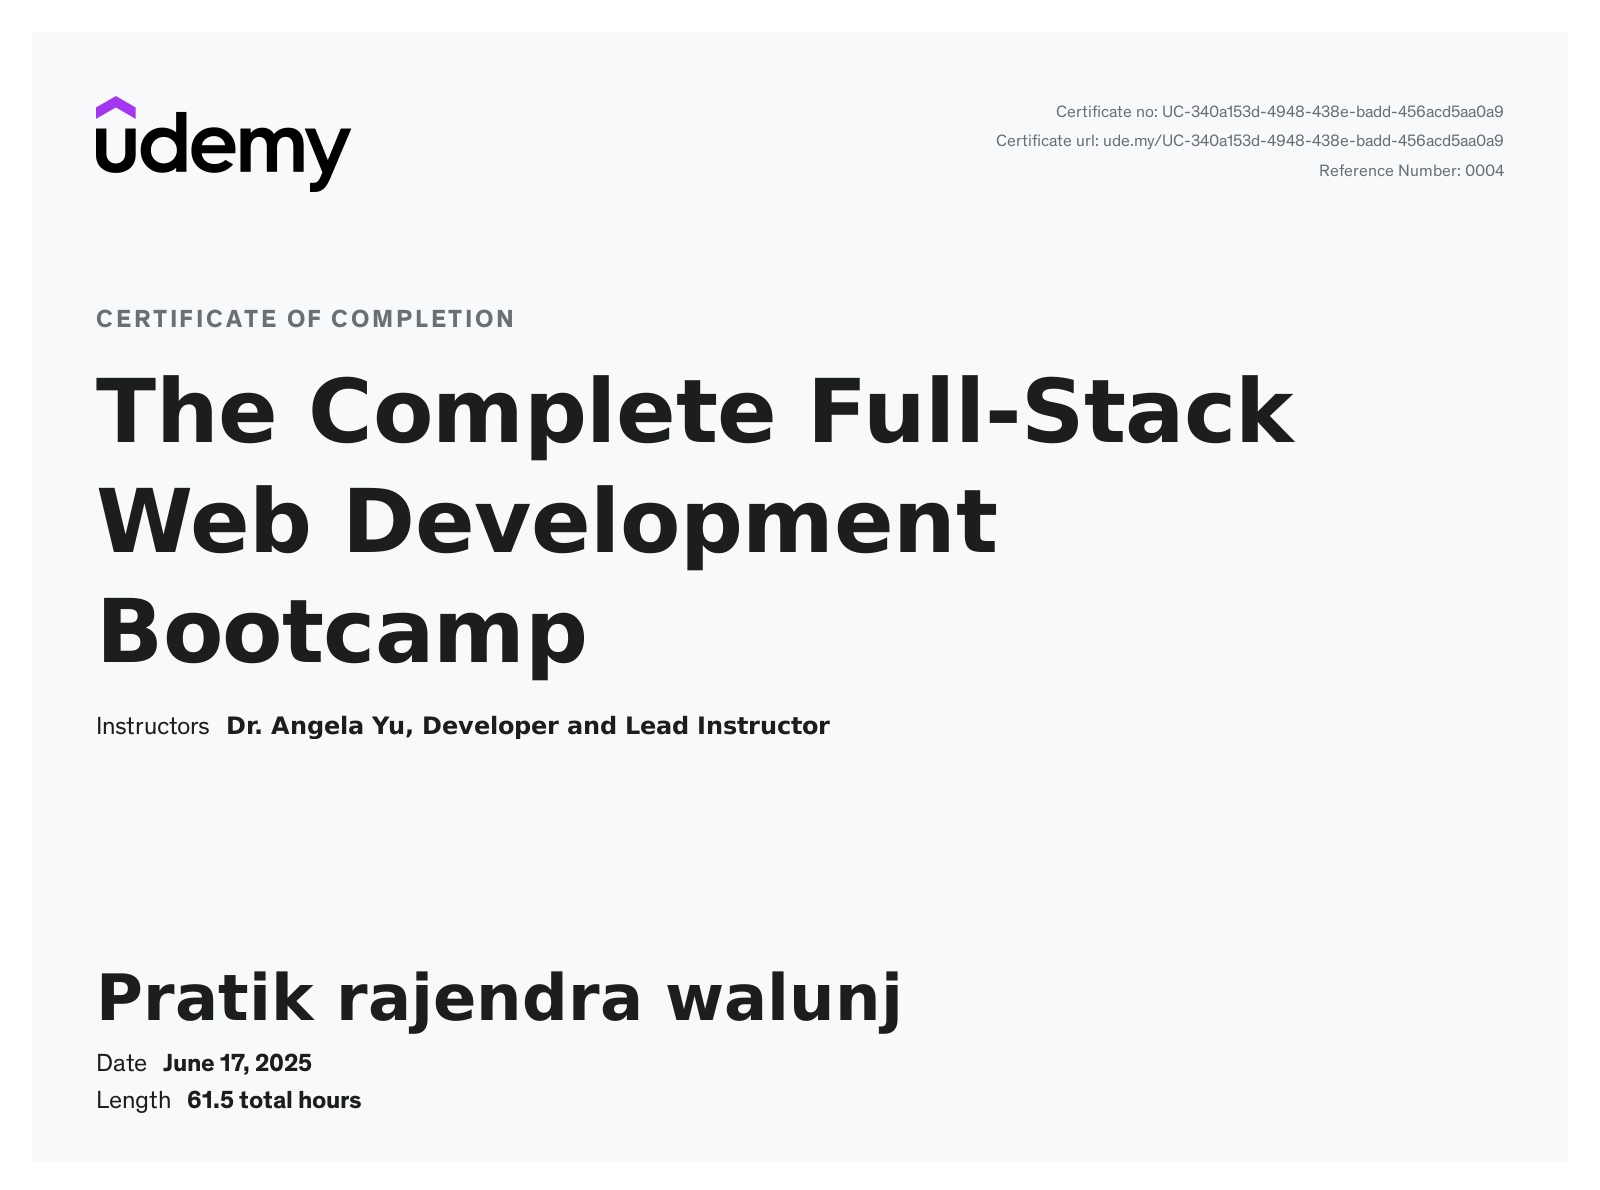 udemy
Certificate no: UC-340a153d-4948-438e-badd-456acd5aa0a9
Certificate url: ude.my/UC-340a153d-4948-438e-badd-456acd5aa0a9
Reference Number: 0004
CERTIFICATE OF COMPLETION
The Complete Full-Stack
Web Development
Bootcamp
Instructors Dr. Angela Yu, Developer and Lead Instructor
Pratik rajendra walunj
Date June 17, 2025
Length 61.5 total hours